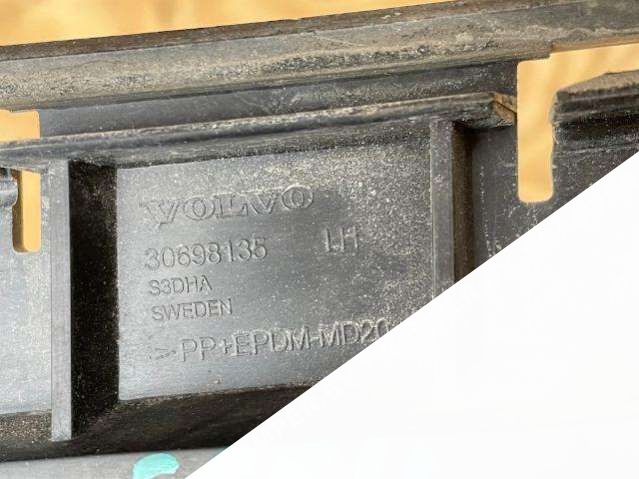 VOLVO
30698135 LH
S3DHA
SWEDEN
>PP+EPDM-MD20